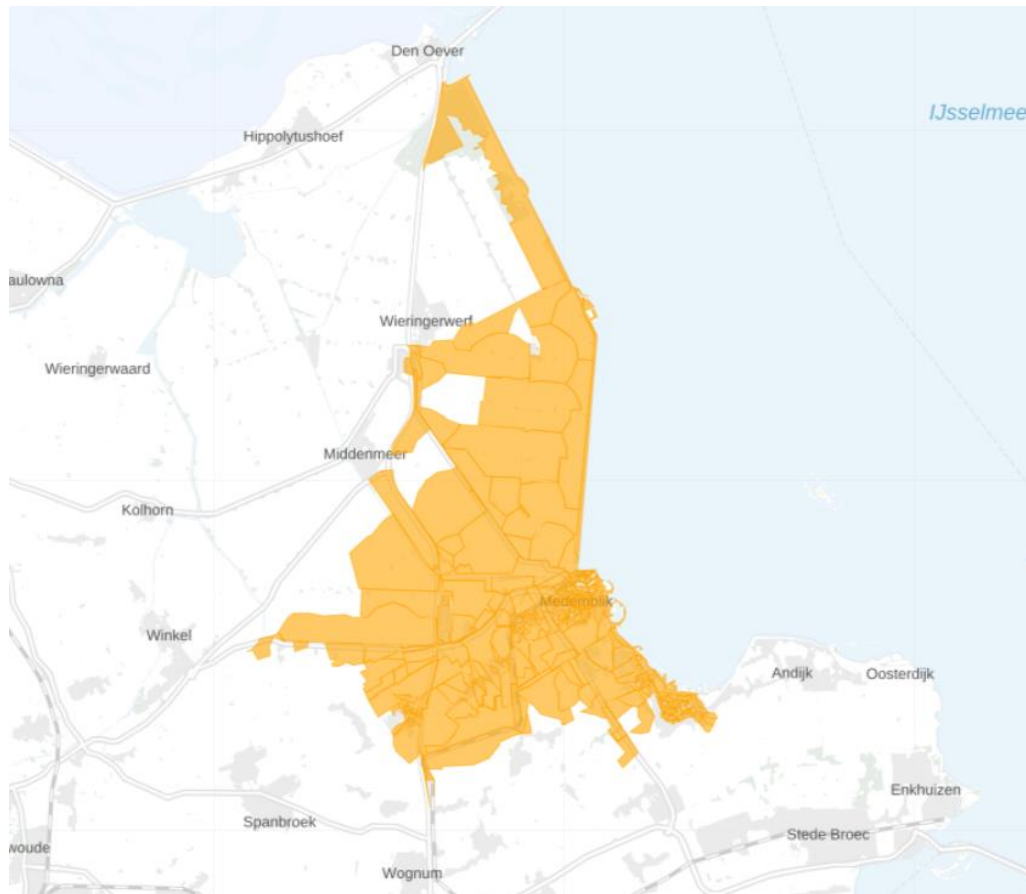 Den Oever
IJsselmee
Hippolytushoef
aulowna
Wieringerwerf
Wieringerwaard
Middenmeer
Kolhorn
Medemblik
Winkel
Andijk
Oosterdijk
Enkhuizen
Spanbroek
Stede Broec
woude
Wognum